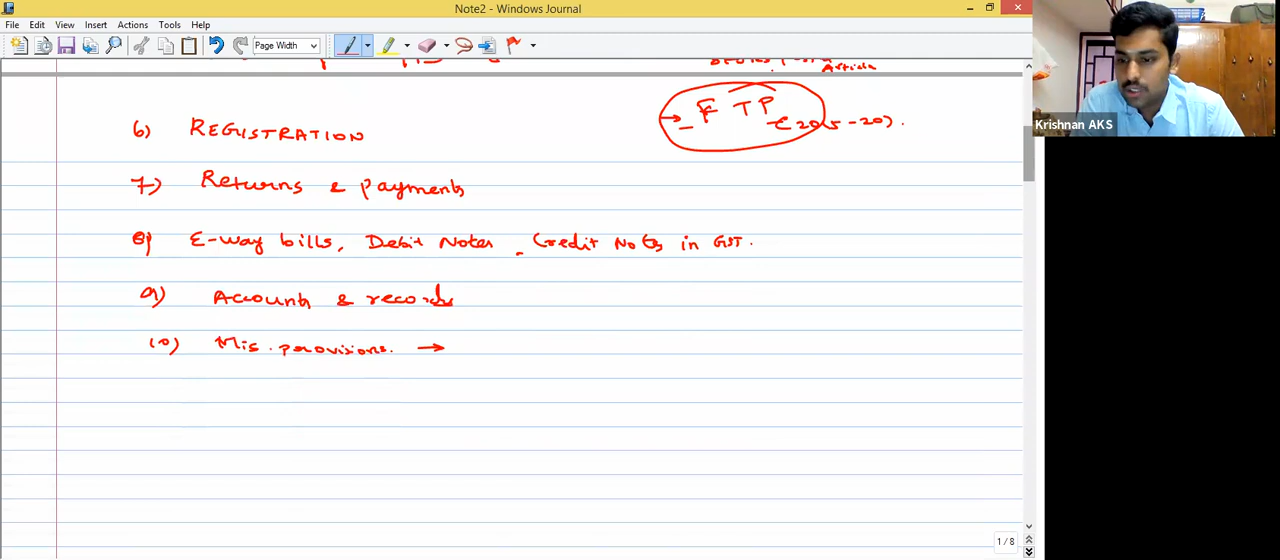 Note2 - Windows Journal
File Edit View Insert Actions Tools Help
Page Width
Article
→ FTP (2015-20).
6) REGISTRATION
7) Returns & payments
8) E-way bills, Debit Notes, Credit Notes in GST.
9) Accounts & records
10) Mis. provisions. →
1 / 8
Krishnan AKS